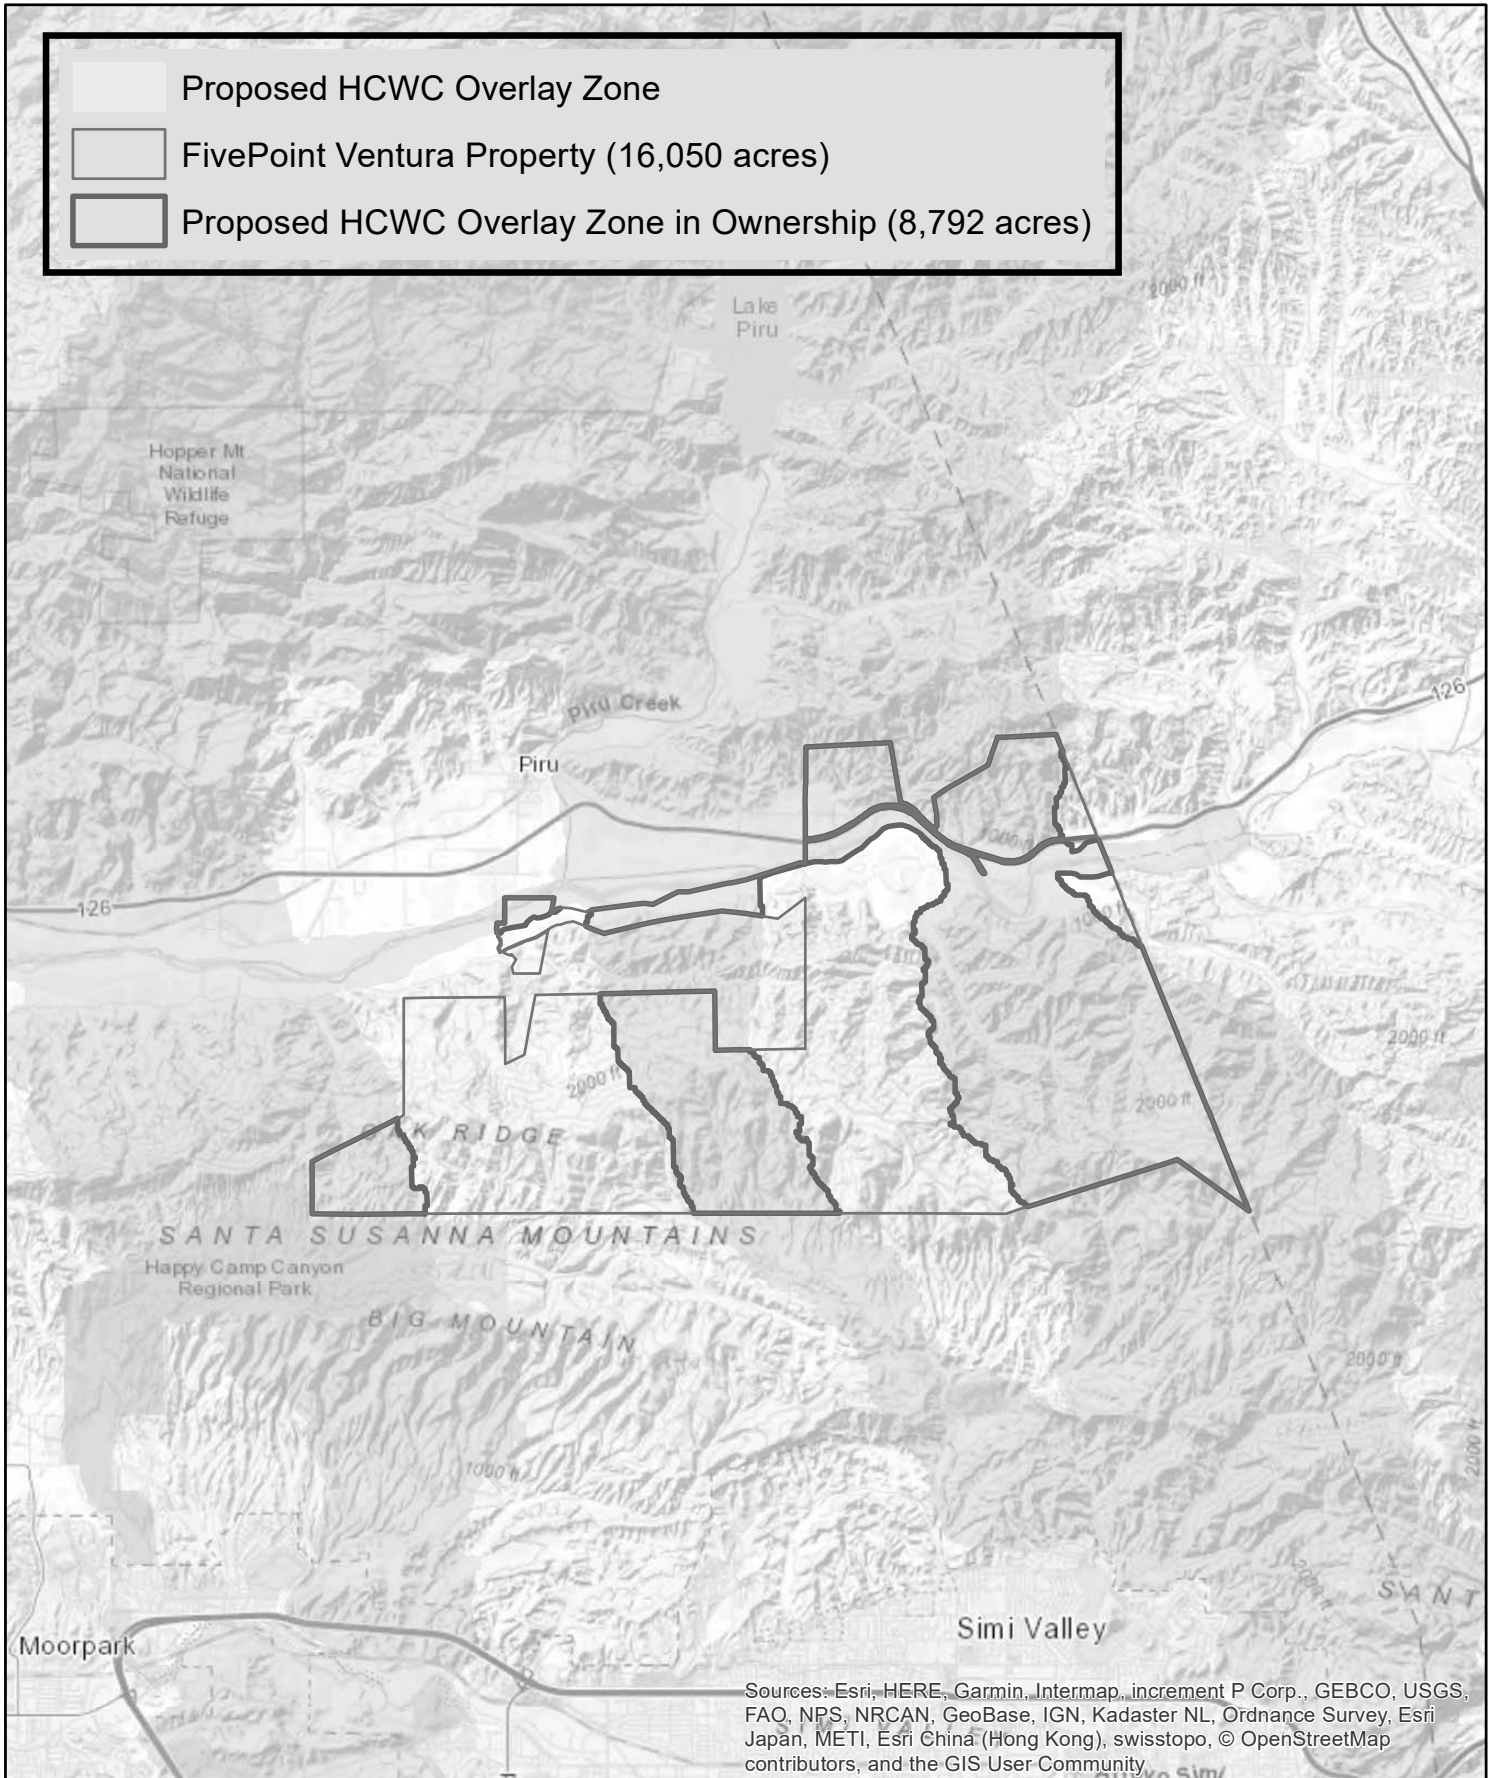 Proposed HCWC Overlay Zone
FivePoint Ventura Property (16,050 acres)
Proposed HCWC Overlay Zone in Ownership (8,792 acres)
2000 ft
Lake
Piru
Hopper Mt
National
Wildlife
Refuge
126
Piru Creek
Piru
1000 ft
126
1000 ft
2000 ft
2000 ft
2000 ft
OAK RIDGE
SANTA SUSANNA MOUNTAINS
Happy Camp Canyon
Regional Park
BIG MOUNTAIN
2000 ft
2000 ft
1000 ft
2000 ft
SANT
Simi Valley
Moorpark
Sources: Esri, HERE, Garmin, Intermap, increment P Corp., GEBCO, USGS,
FAO, NPS, NRCAN, GeoBase, IGN, Kadaster NL, Ordnance Survey, Esri
Japan, METI, Esri China (Hong Kong), swisstopo, © OpenStreetMap
contributors, and the GIS User Community
SIMI VALLEY